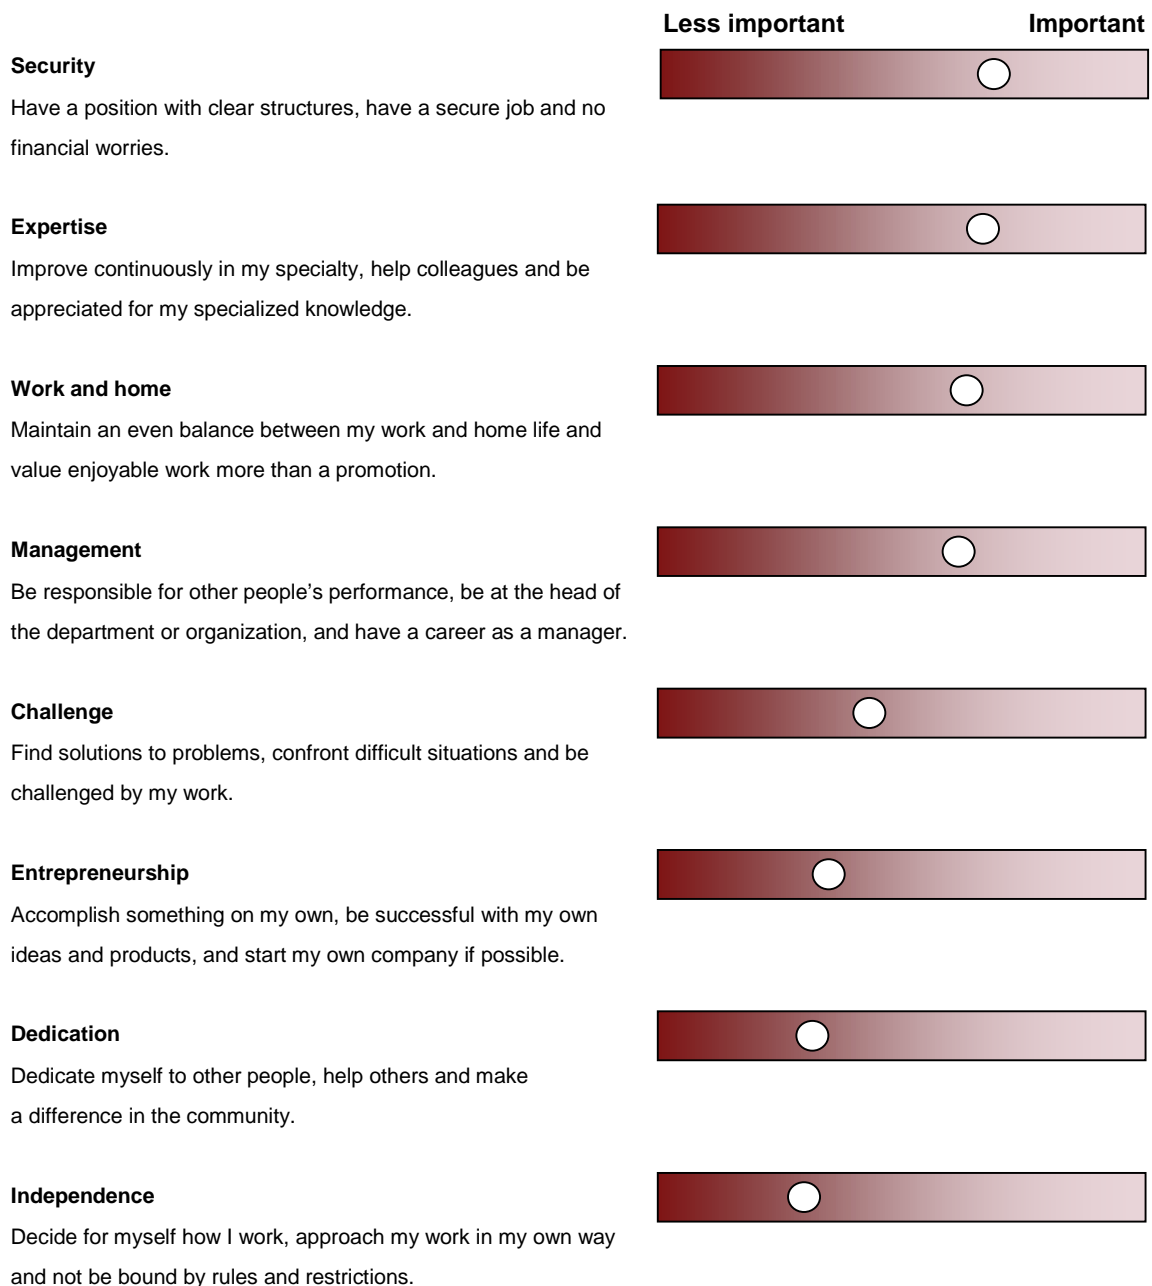 Less important Important
Security
Have a position with clear structures, have a secure job and no
financial worries.
Expertise
Improve continuously in my specialty, help colleagues and be
appreciated for my specialized knowledge.
Work and home
Maintain an even balance between my work and home life and
value enjoyable work more than a promotion.
Management
Be responsible for other people’s performance, be at the head of
the department or organization, and have a career as a manager.
Challenge
Find solutions to problems, confront difficult situations and be
challenged by my work.
Entrepreneurship
Accomplish something on my own, be successful with my own
ideas and products, and start my own company if possible.
Dedication
Dedicate myself to other people, help others and make
a difference in the community.
Independence
Decide for myself how I work, approach my work in my own way
and not be bound by rules and restrictions.